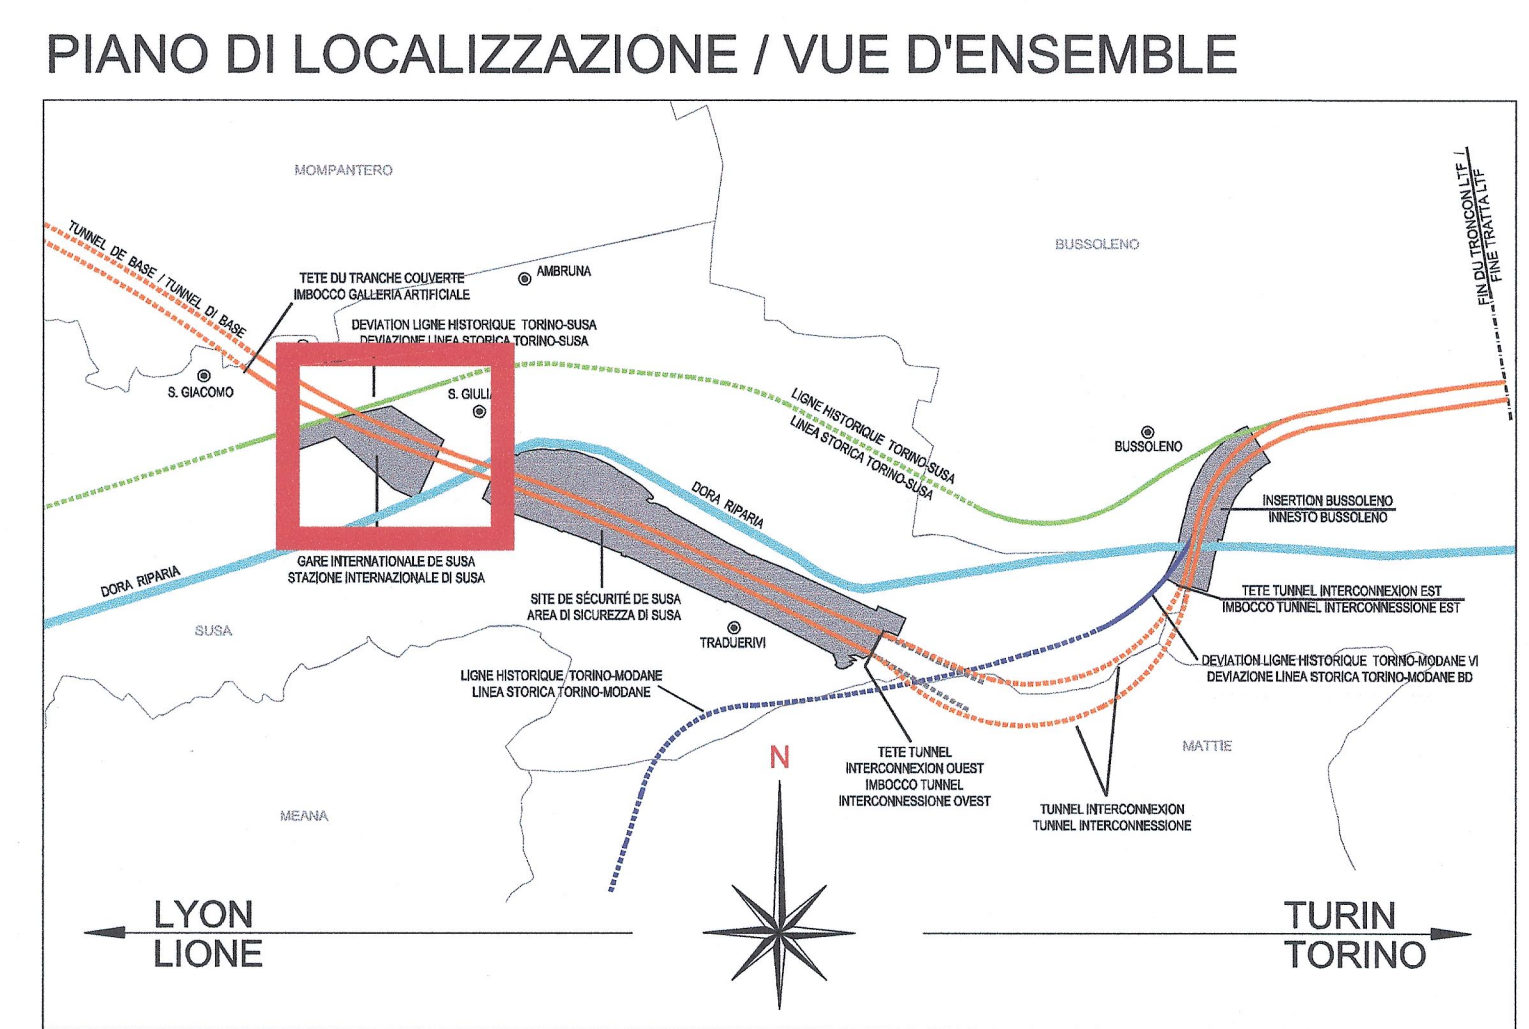 PIANO DI LOCALIZZAZIONE / VUE D'ENSEMBLE
MOMPANTERO
BUSSOLENO
FIN DU TRONCON LTF /
FINE TRATTA LTF
TUNNEL DE BASE / TUNNEL DI BASE
TETE DU TRANCHE COUVERTE
IMBOCCO GALLERIA ARTIFICIALE
AMBRUNA
DEVIATION LIGNE HISTORIQUE TORINO-SUSA
DEVIAZIONE LINEA STORICA TORINO-SUSA
S. GIACOMO
S. GIULIA
LIGNE HISTORIQUE TORINO-SUSA
LINEA STORICA TORINO-SUSA
BUSSOLENO
INSERTION BUSSOLENO
INNESTO BUSSOLENO
DORA RIPARIA
DORA RIPARIA
GARE INTERNATIONALE DE SUSA
STAZIONE INTERNAZIONALE DI SUSA
SITE DE SÉCURITÉ DE SUSA
AREA DI SICUREZZA DI SUSA
TETE TUNNEL INTERCONNEXION EST
IMBOCCO TUNNEL INTERCONNESSIONE EST
SUSA
TRADUERIVI
LIGNE HISTORIQUE TORINO-MODANE
LINEA STORICA TORINO-MODANE
DEVIATION LIGNE HISTORIQUE TORINO-MODANE VI
DEVIAZIONE LINEA STORICA TORINO-MODANE BD
MATTIE
N
TETE TUNNEL
INTERCONNEXION OUEST
IMBOCCO TUNNEL
INTERCONNESSIONE OVEST
TUNNEL INTERCONNEXION
TUNNEL INTERCONNESSIONE
MEANA
LYON
LIONE
TURIN
TORINO